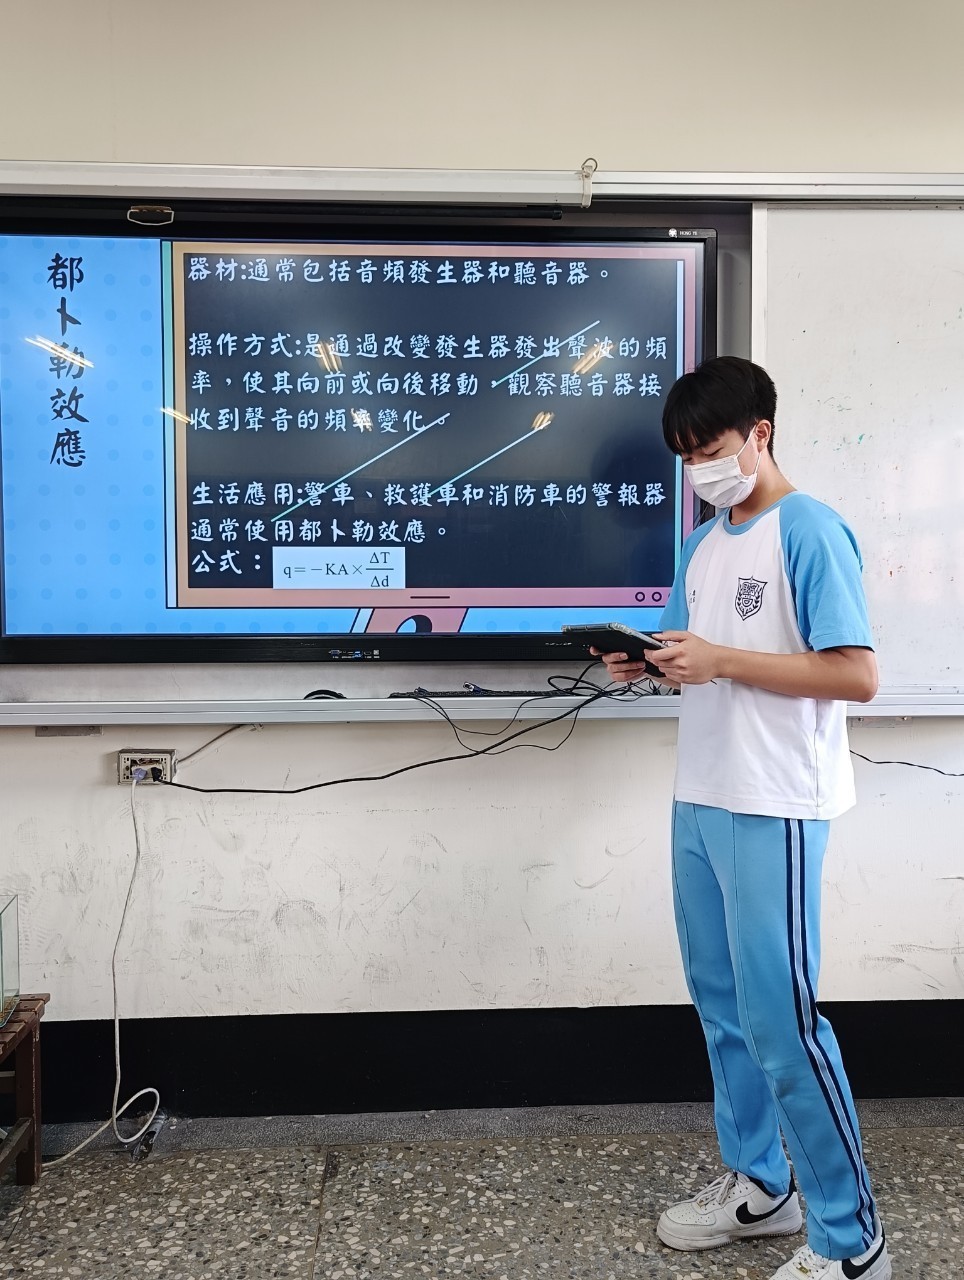 都卜勒效應
器材:通常包括音頻發生器和聽音器。
操作方式:是通過改變發生器發出聲波的頻
率，使其向前或向後移動，觀察聽音器接
收到聲音的頻率變化。
生活應用:警車、救護車和消防車的警報器
通常使用都卜勒效應。
公式： q=−KA×ΔT/Δd